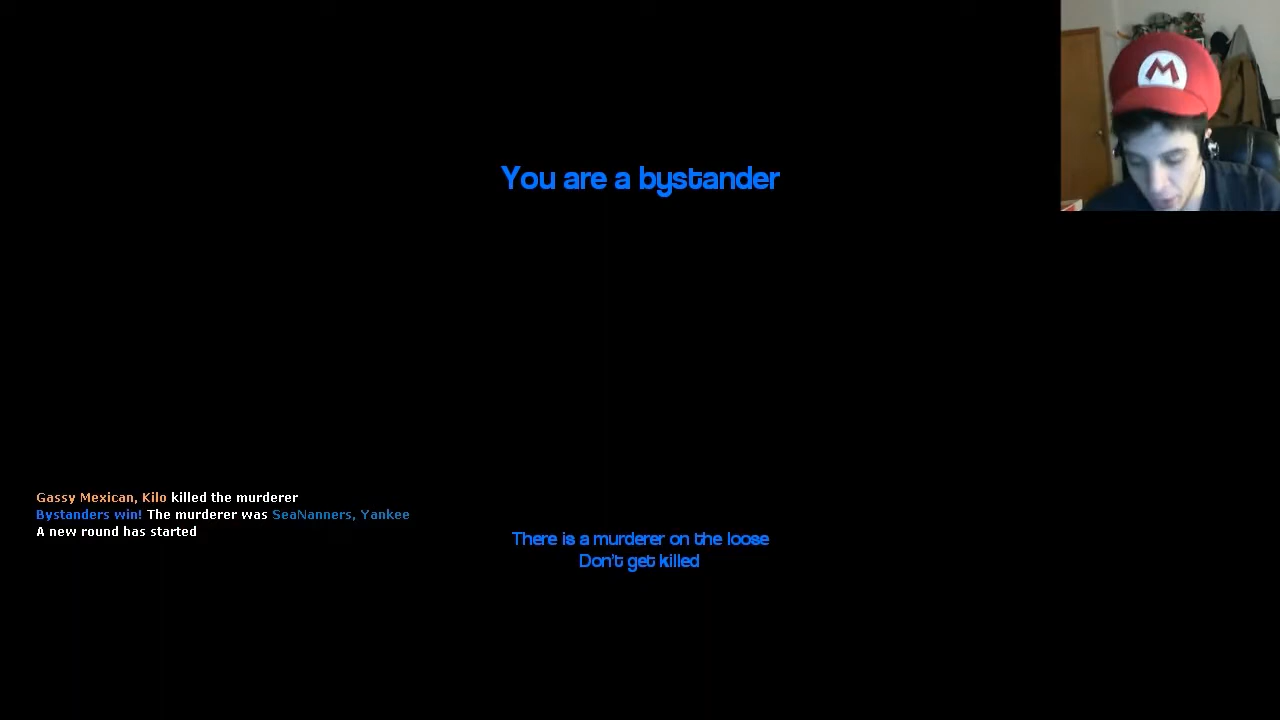 M
You are a bystander
Gassy Mexican, Kilo killed the murderer
Bystanders win! The murderer was SeaNanners, Yankee
A new round has started
There is a murderer on the loose
Don't get killed